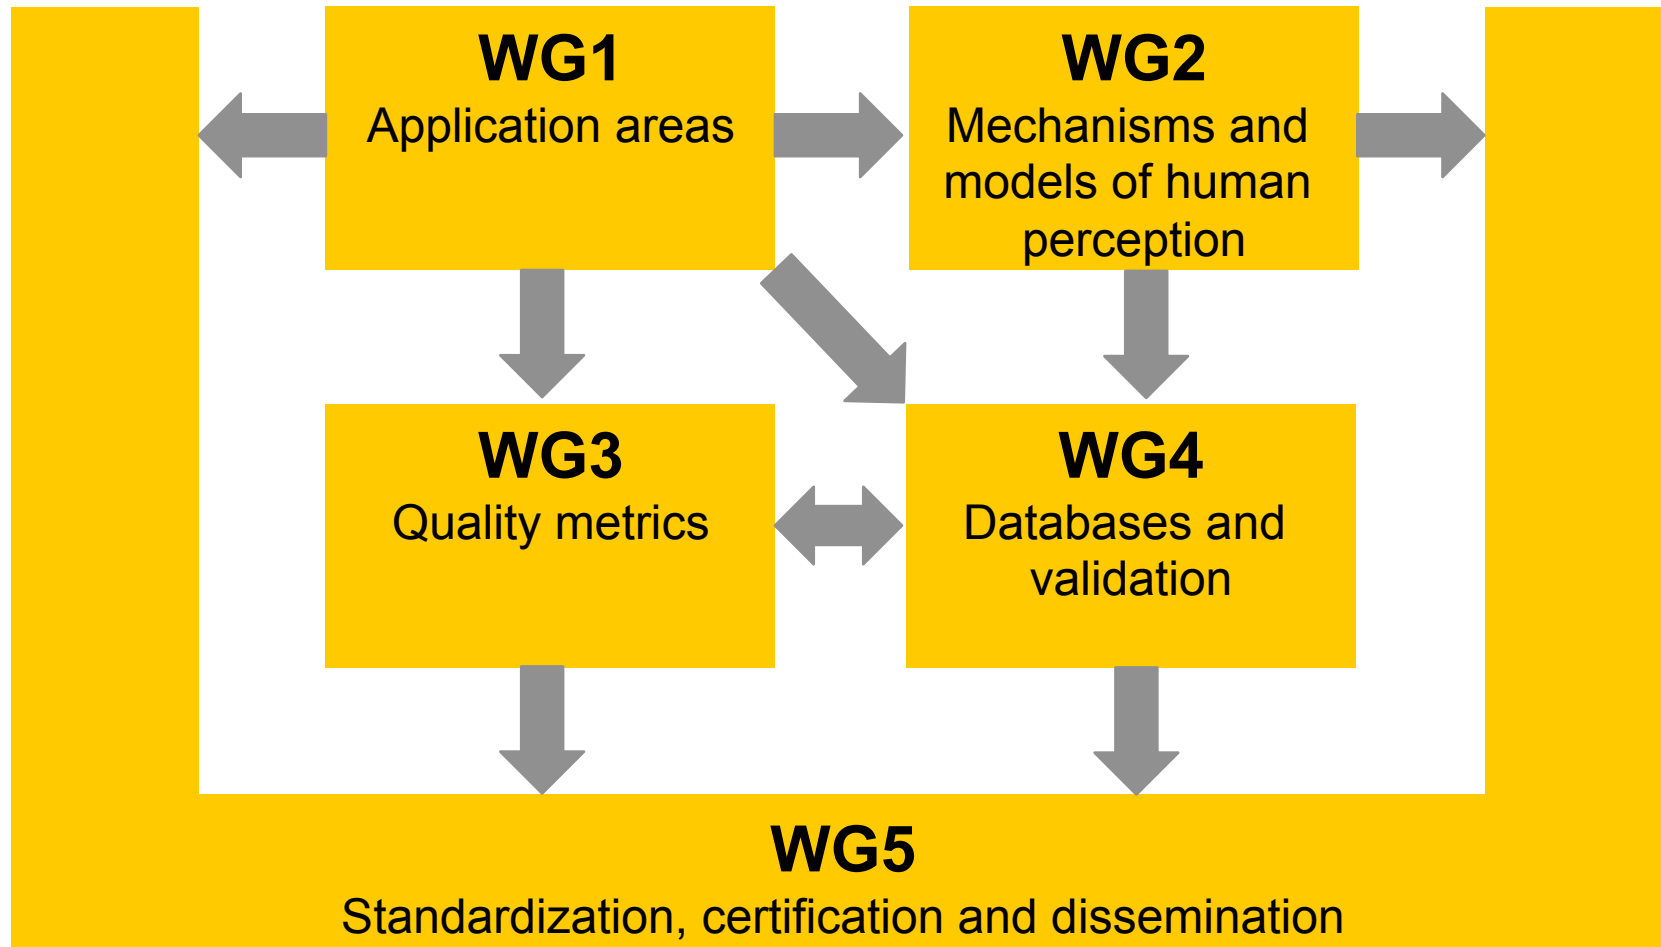 WG1
Application areas
WG2
Mechanisms and
models of human
perception
WG3
Quality metrics
WG4
Databases and
validation
WG5
Standardization, certification and dissemination